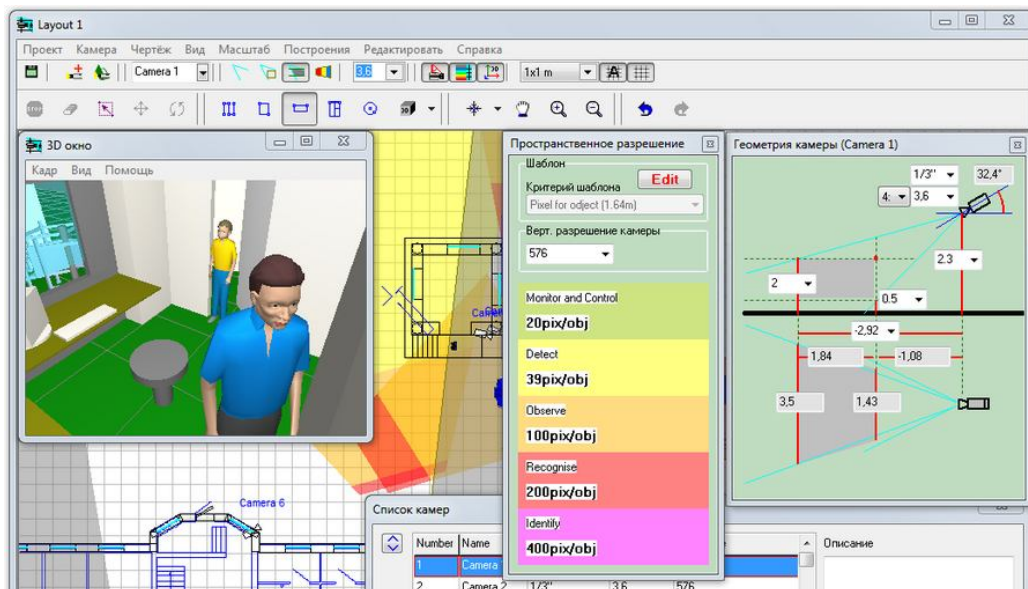 Layout 1
Проект Камера Чертёж Вид Масштаб Построения Редактировать Справка
Camera 1 3,6 1x1 m
3D окно
Кадр Вид Помощь
Пространственное разрешение
Шаблон
Критерий шаблона
Edit
Pixel for odject (1.64m)
Верт. разрешение камеры
576
Monitor and Control
20pix/obj
Detect
39pix/obj
Observe
100pix/obj
Recognise
200pix/obj
Identify
400pix/obj
Геометрия камеры (Camera 1)
1/3" 32,4°
4: 3,6
2.3
2
0.5
-2,92
1,84 -1,08
3,5 1,43
Camera 6
Список камер
Number Name
Описание
1 Camera
2 Camera 2 1/3" 3,6 576